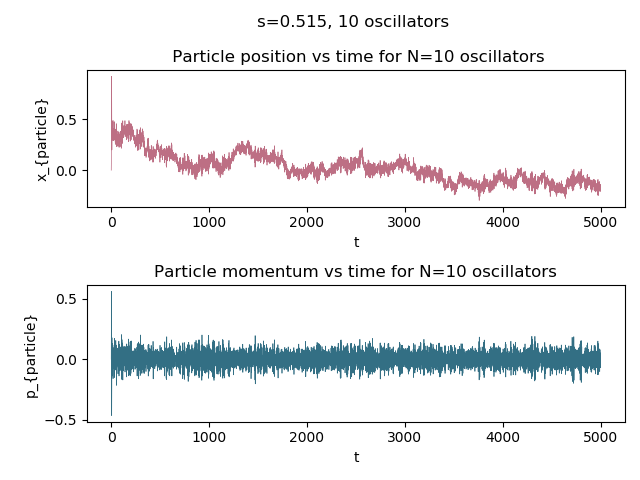 s=0.515, 10 oscillators
Particle position vs time for N=10 oscillators
x_{particle}
0.5
0.0
0
1000
2000
3000
4000
5000
t
Particle momentum vs time for N=10 oscillators
p_{particle}
0.5
0.0
−0.5
0
1000
2000
3000
4000
5000
t